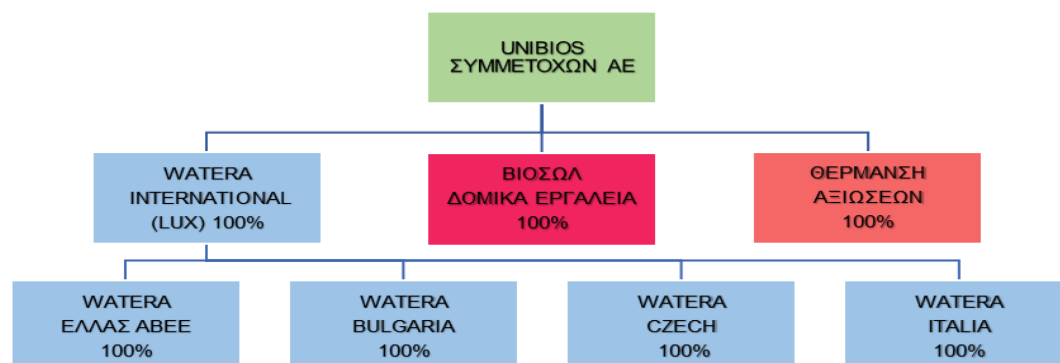 UNIBIOS
ΣΥΜΜΕΤΟΧΩΝ ΑΕ
WATERA
INTERNATIONAL
(LUX) 100%
ΒΙΟΣΩΛ
ΔΟΜΙΚΑ ΕΡΓΑΛΕΙΑ
100%
ΘΕΡΜΑΝΣΗ
ΑΞΙΩΣΕΩΝ
100%
WATERA
ΕΛΛΑΣ ΑΒΕΕ
100%
WATERA
BULGARIA
100%
WATERA
CZECH
100%
WATERA
ITALIA
100%